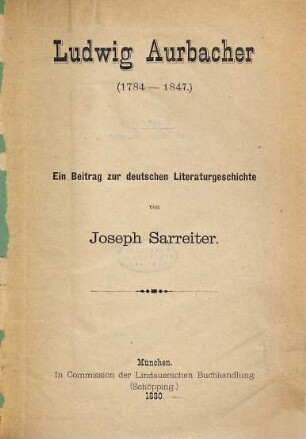 Ludwig Aurbacher
(1784 — 1847.)
Ein Beitrag zur deutschen Literaturgeschichte
von
Joseph Sarreiter.
München.
In Commission der Lindauerschen Buchhandlung
(Schöpping.)
1880.